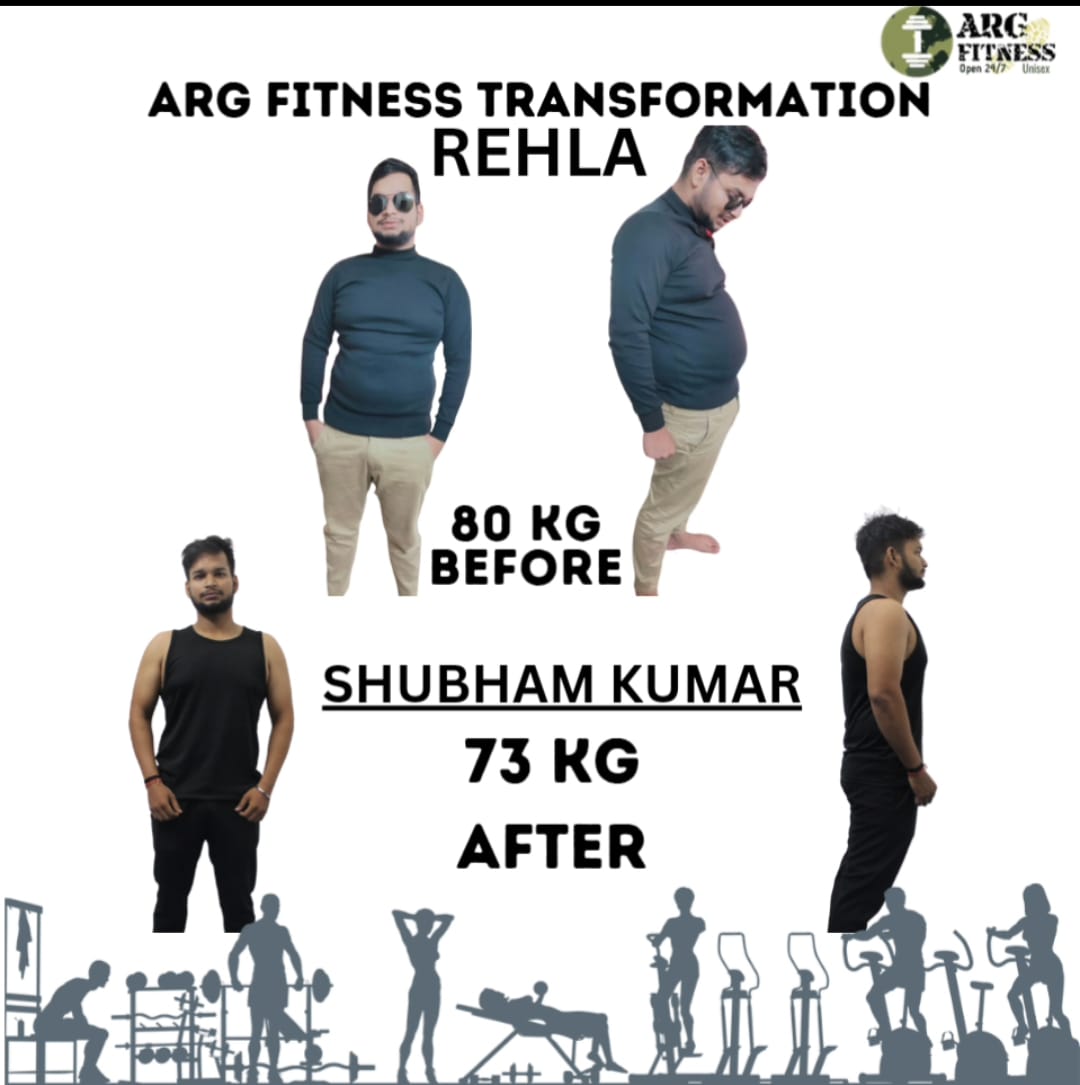 ARG
FITNESS
Open 24/7 Unisex
ARG FITNESS TRANSFORMATION
REHLA
80 KG
BEFORE
SHUBHAM KUMAR
73 KG
AFTER